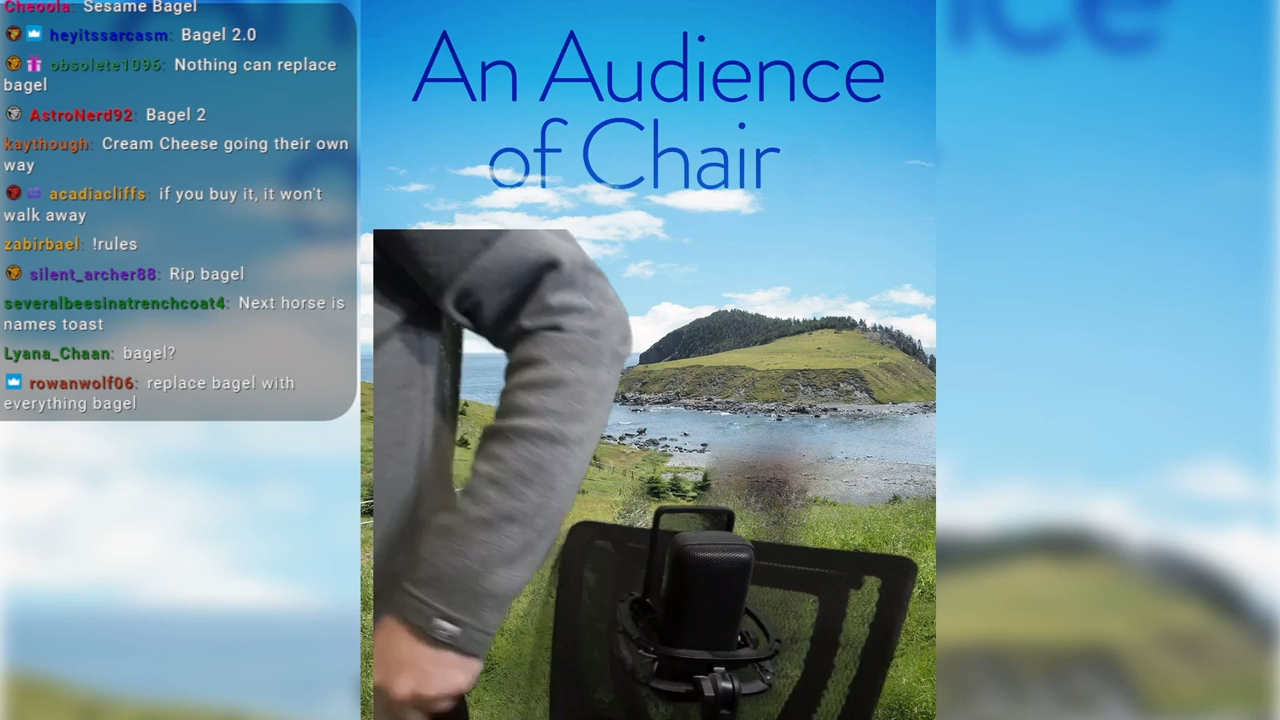 Cheoola: Sesame Bagel
heyitssarcasm: Bagel 2.0
obsolete1096: Nothing can replace
bagel
AstroNerd92: Bagel 2
kaythough: Cream Cheese going their own
way
acadiacliffs: if you buy it, it won't
walk away
zabirbael: !rules
silent_archer88: Rip bagel
severalbeesinatrenchcoat4: Next horse is
names toast
Lyana_Chaan: bagel?
rowanwolf06: replace bagel with
everything bagel
An Audience
of Chair